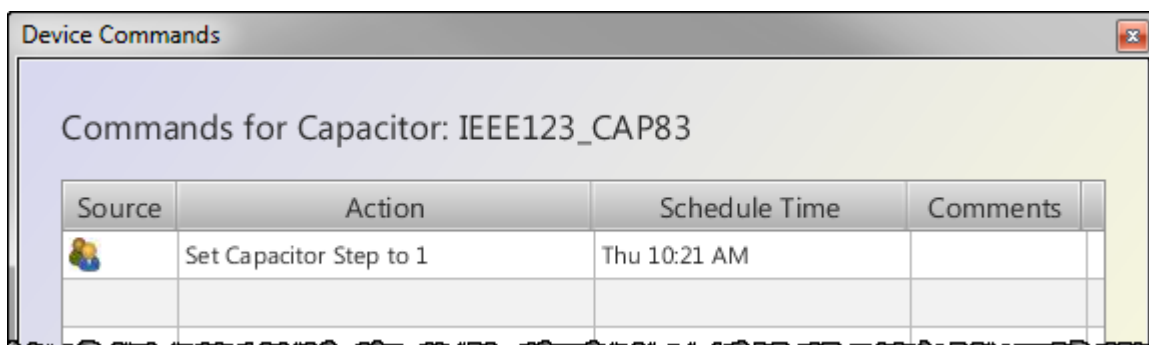 Device Commands
Commands for Capacitor: IEEE123_CAP83
Source Action Schedule Time Comments
Set Capacitor Step to 1 Thu 10:21 AM